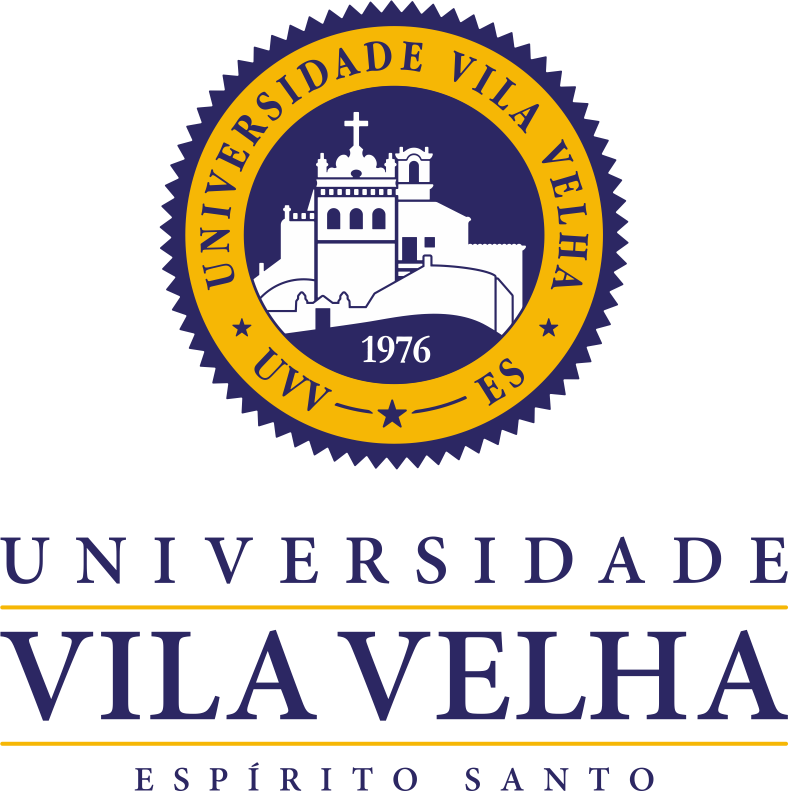 UNIVERSIDADE VILA VELHA
1976
UVV ES
UNIVERSIDADE
VILA VELHA
ESPÍRITO SANTO